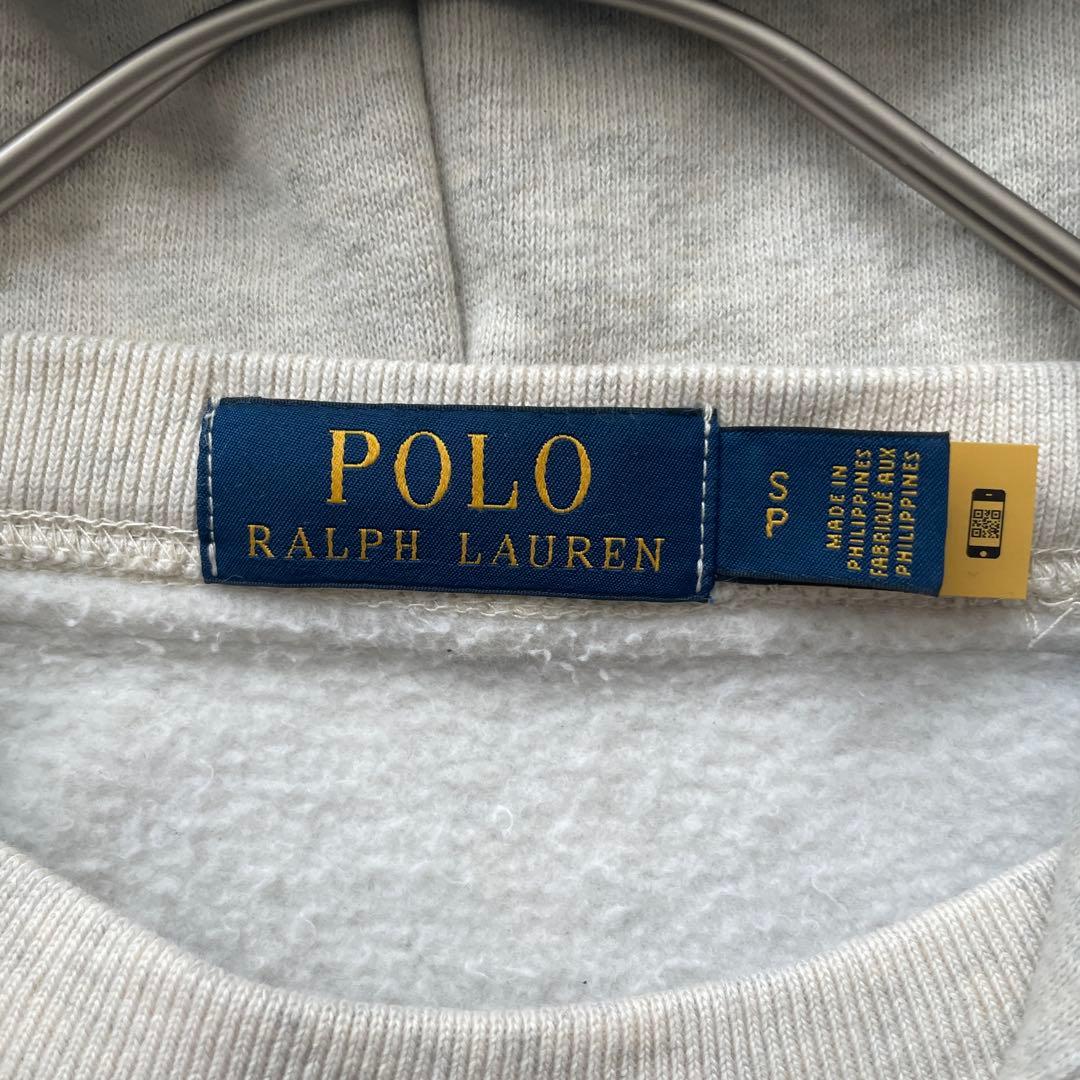 POLO
RALPH LAUREN
S
P
MADE IN
PHILIPPINES
FABRIQUÉ AUX
PHILIPPINES